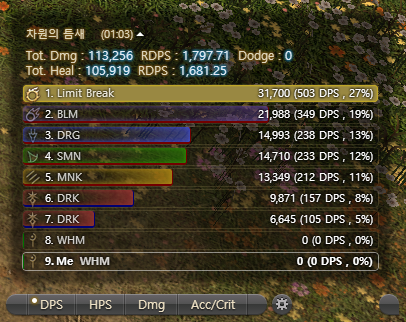 차원의 틈새 (01:03)
Tot. Dmg : 113,256 RDPS : 1,797.71 Dodge : 0
Tot. Heal : 105,919 RDPS : 1,681.25
1. Limit Break 31,700 (503 DPS , 27%)
2. BLM 21,988 (349 DPS , 19%)
3. DRG 14,993 (238 DPS , 13%)
4. SMN 14,710 (233 DPS , 12%)
5. MNK 13,349 (212 DPS , 11%)
6. DRK 9,871 (157 DPS , 8%)
7. DRK 6,645 (105 DPS , 5%)
8. WHM 0 (0 DPS , 0%)
9. Me WHM 0 (0 DPS , 0%)
DPS HPS Dmg Acc/Crit